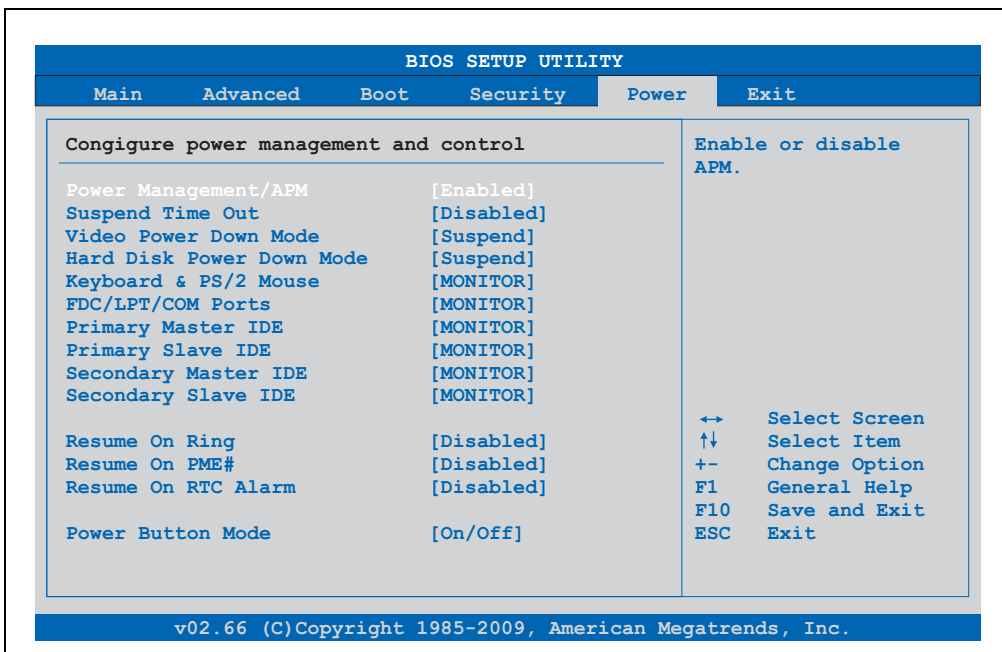 BIOS SETUP UTILITY
Main Advanced Boot Security Power Exit
Congigure power management and control
Power Management/APM [Enabled]
Suspend Time Out [Disabled]
Video Power Down Mode [Suspend]
Hard Disk Power Down Mode [Suspend]
Keyboard & PS/2 Mouse [MONITOR]
FDC/LPT/COM Ports [MONITOR]
Primary Master IDE [MONITOR]
Primary Slave IDE [MONITOR]
Secondary Master IDE [MONITOR]
Secondary Slave IDE [MONITOR]
Resume On Ring [Disabled]
Resume On PME# [Disabled]
Resume On RTC Alarm [Disabled]
Power Button Mode [On/Off]
Enable or disable
APM.
↔ Select Screen
↑↓ Select Item
+- Change Option
F1 General Help
F10 Save and Exit
ESC Exit
v02.66 (C)Copyright 1985-2009, American Megatrends, Inc.